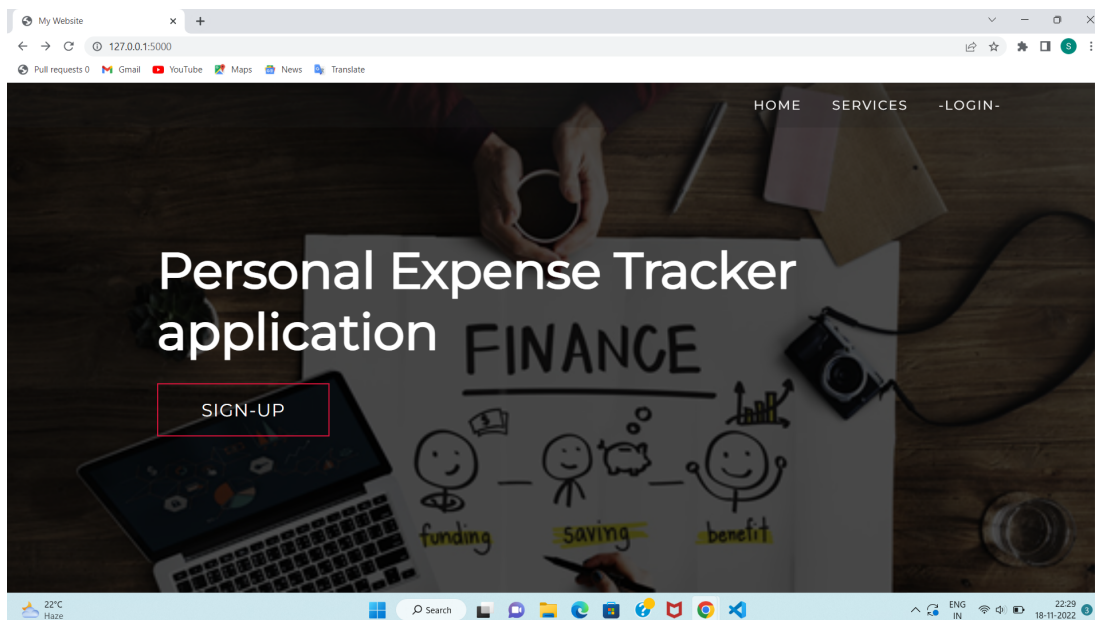 My Website
127.0.0.1:5000
Pull requests 0 Gmail YouTube Maps News Translate
HOME SERVICES -LOGIN-
Personal Expense Tracker
application
FINANCE
SIGN-UP
funding saving benefit
22°C
Haze
Search
ENG
IN
22:29
18-11-2022
3
S